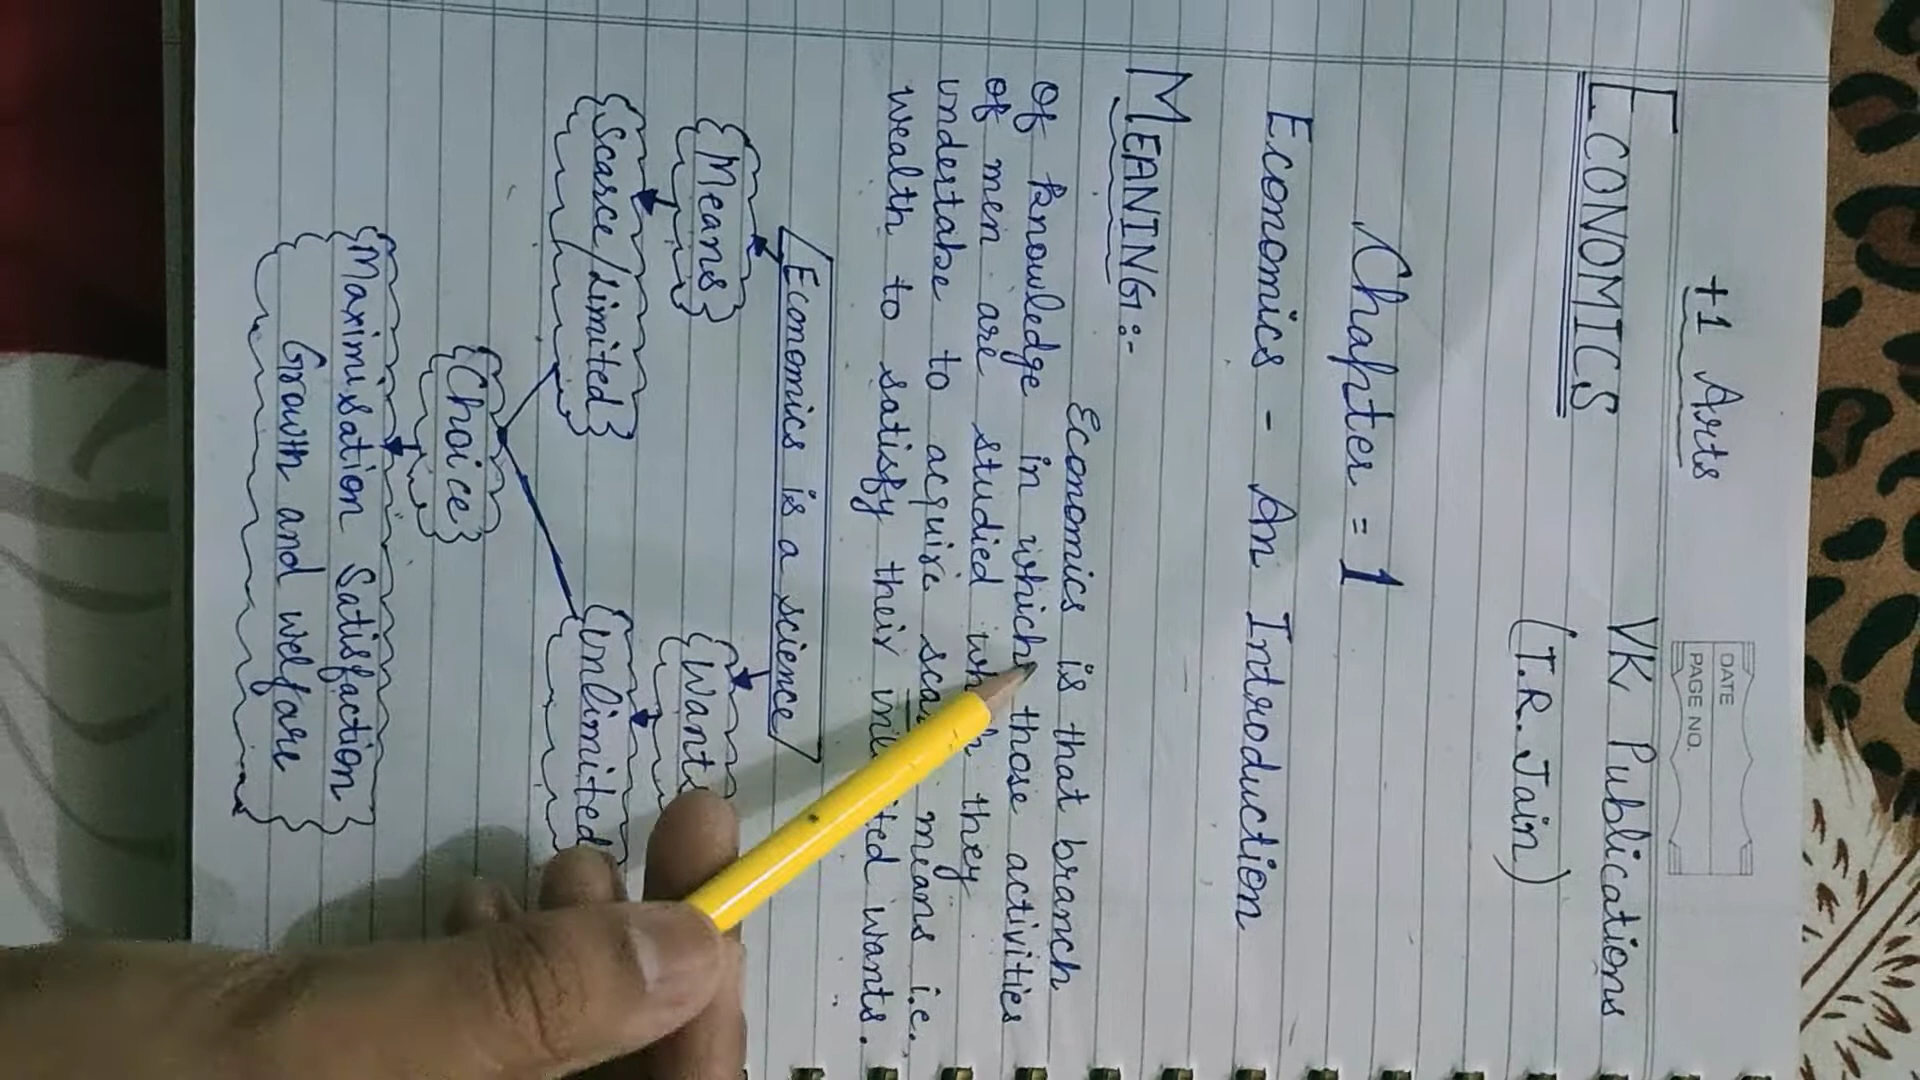 +1 Arts
DATE
PAGE NO.
ECONOMICS VK Publications
(T.R. Jain)
Chapter = 1
Economics - An Introduction
MEANING:-
Economics is that branch
of knowledge in which those activities
of men are studied which they
undertake to acquire means i.e.
wealth to satisfy their wants.
Economics is a science
Means Want
Scarce/Limited Unlimited
Choice
Maximisation Satisfaction
Growth and welfare